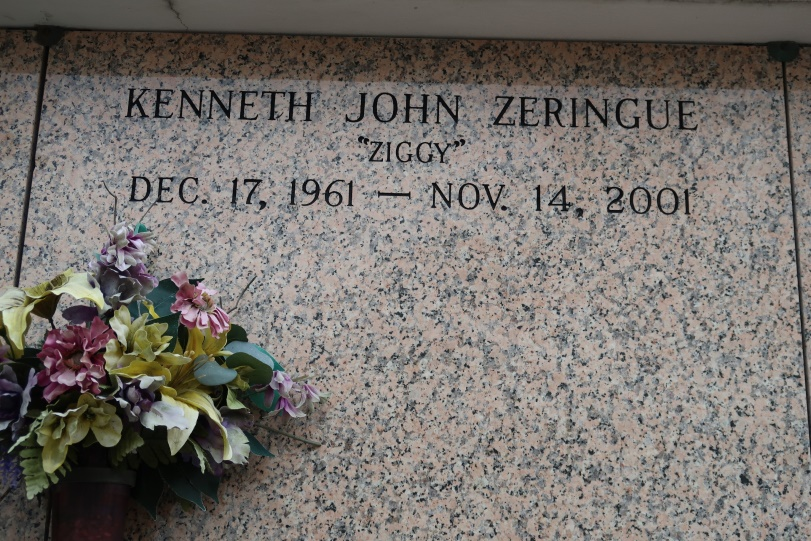 KENNETH JOHN ZERINGUE
"ZIGGY"
DEC. 17, 1961 — NOV. 14, 2001